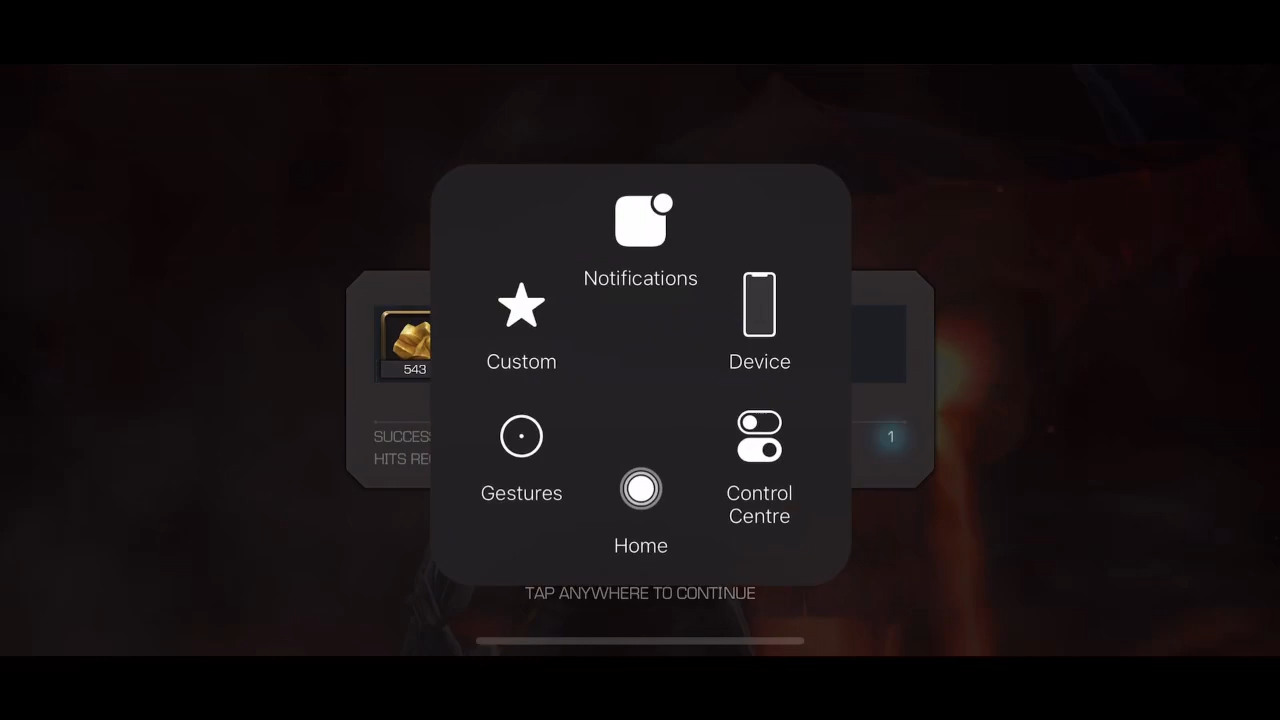 Notifications
Custom
Device
543
SUCCES
1
HITS RE
Gestures
Control
Centre
Home
TAP ANYWHERE TO CONTINUE